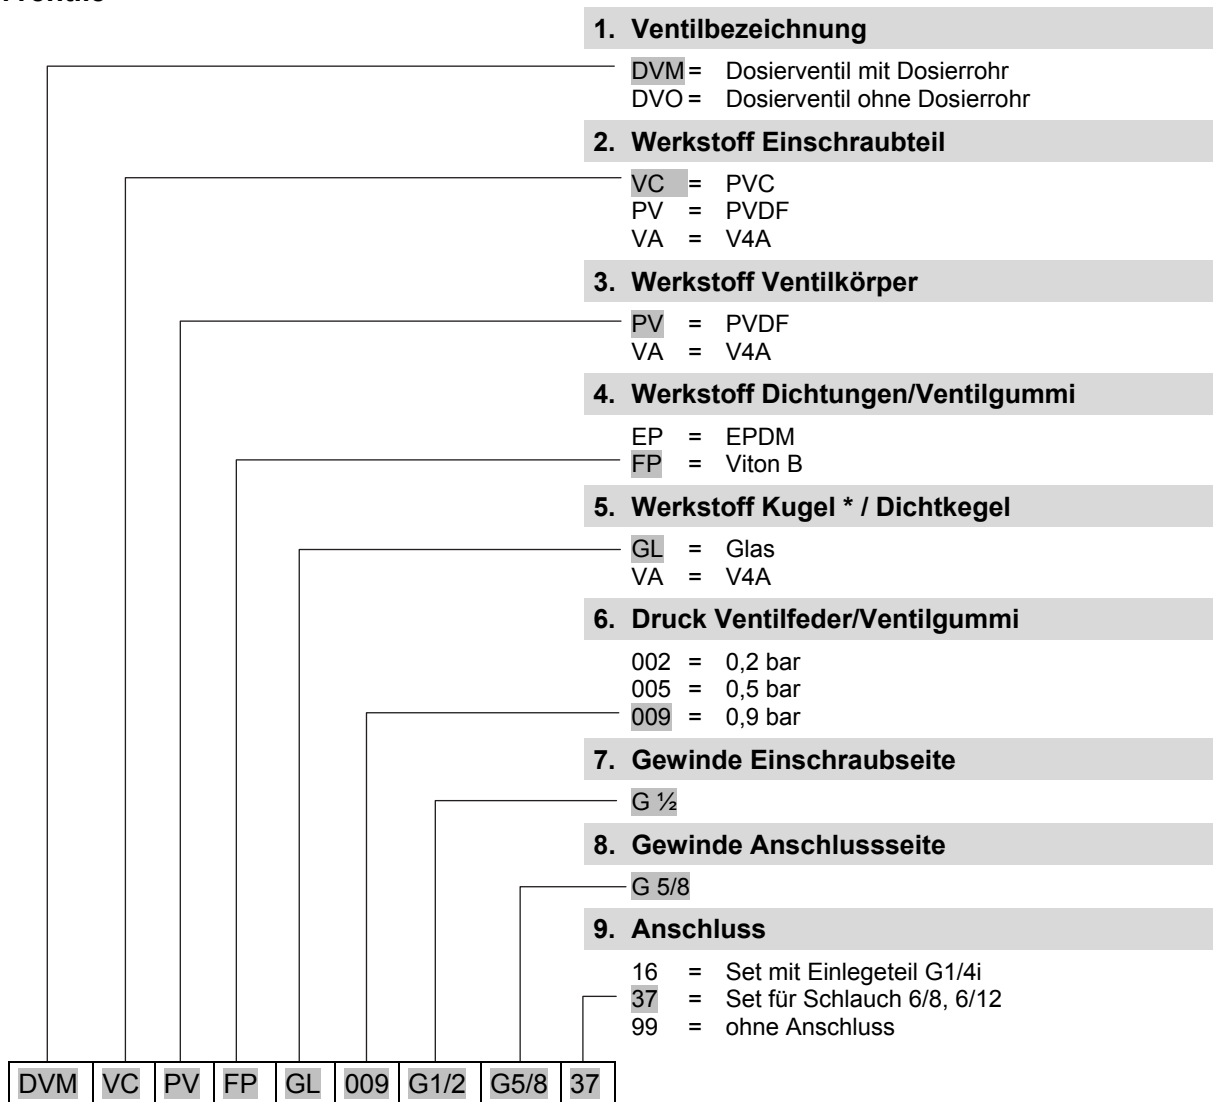 1. Ventilbezeichnung
DVM = Dosierventil mit Dosierrohr
DVO = Dosierventil ohne Dosierrohr
2. Werkstoff Einschraubteil
VC = PVC
PV = PVDF
VA = V4A
3. Werkstoff Ventilkörper
PV = PVDF
VA = V4A
4. Werkstoff Dichtungen/Ventilgummi
EP = EPDM
FP = Viton B
5. Werkstoff Kugel * / Dichtkegel
GL = Glas
VA = V4A
6. Druck Ventilfeder/Ventilgummi
002 = 0,2 bar
005 = 0,5 bar
009 = 0,9 bar
7. Gewinde Einschraubseite
G ½
8. Gewinde Anschlussseite
G 5/8
9. Anschluss
16 = Set mit Einlegeteil G1/4i
37 = Set für Schlauch 6/8, 6/12
99 = ohne Anschluss
DVM VC PV FP GL 009 G1/2 G5/8 37